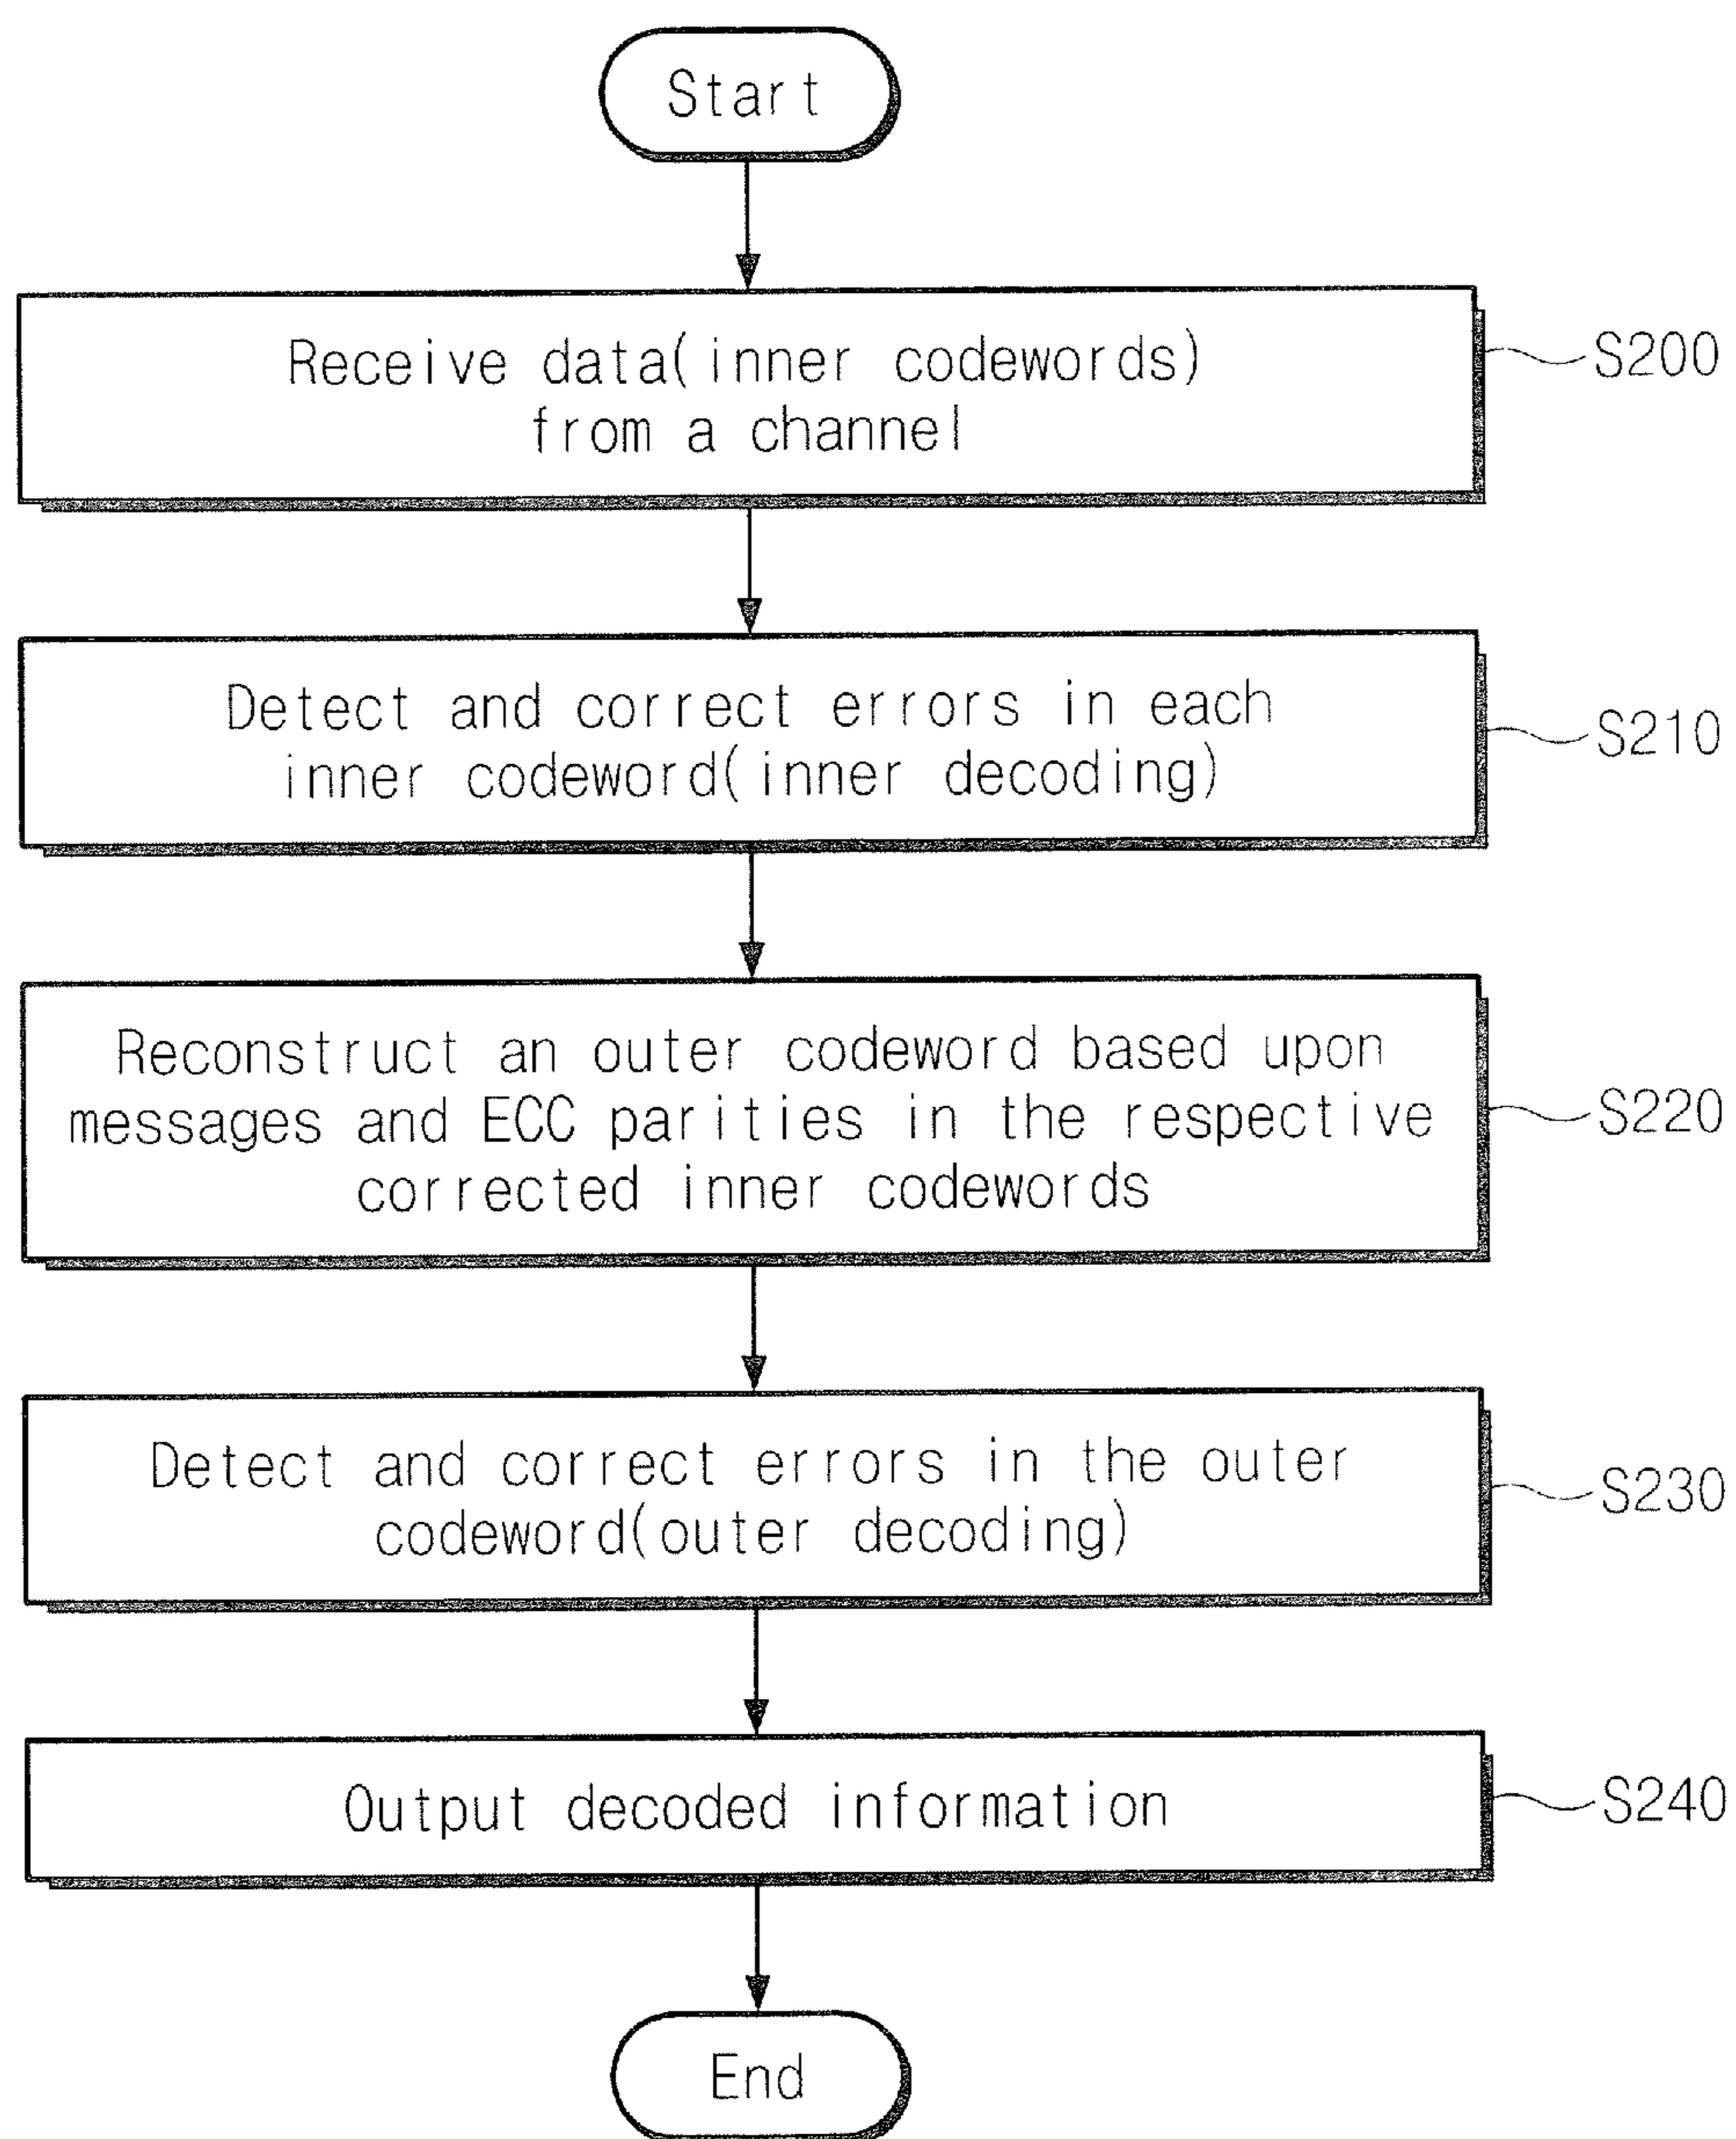 Start
Receive data(inner codewords)
from a channel
S200
Detect and correct errors in each
inner codeword(inner decoding)
S210
Reconstruct an outer codeword based upon
messages and ECC parities in the respective
corrected inner codewords
S220
Detect and correct errors in the outer
codeword(outer decoding)
S230
Output decoded information
S240
End